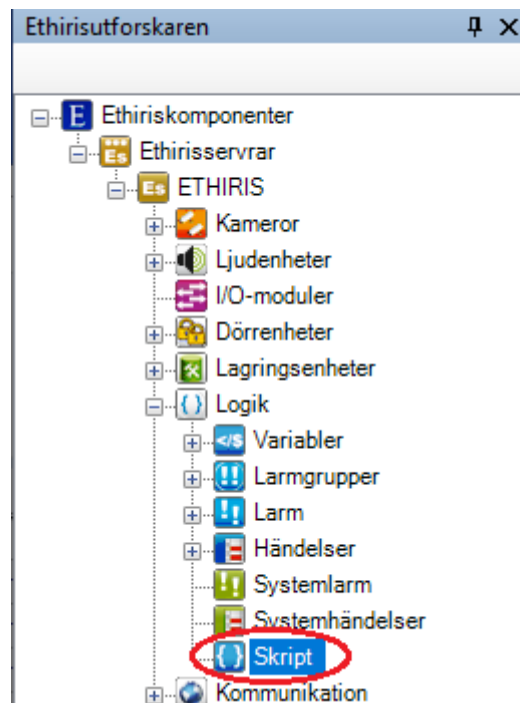 Ethirisutforskaren
Ethiriskomponenter
Ethirisservrar
ETHIRIS
Kameror
Ljudenheter
I/O-moduler
Dörrenheter
Lagringsenheter
Logik
Variabler
Larmgrupper
Larm
Händelser
Systemlarm
Systemhändelser
Skript
Kommunikation